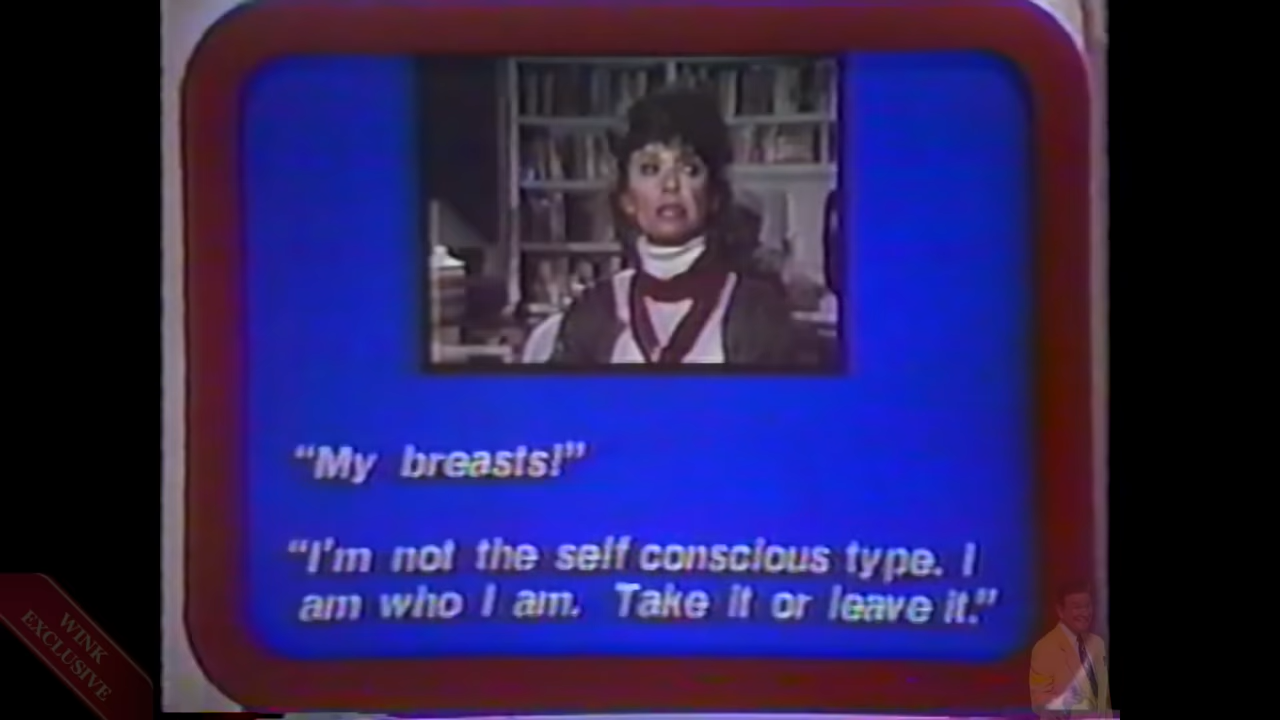 “My breasts!”
“I'm not the self conscious type. I
am who I am. Take it or leave it.”
WINK
EXCLUSIVE